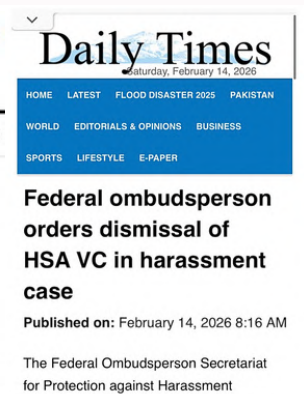 Daily Times
Saturday, February 14, 2026
HOME LATEST FLOOD DISASTER 2025 PAKISTAN
WORLD EDITORIALS & OPINIONS BUSINESS
SPORTS LIFESTYLE E-PAPER
Federal ombudsperson
orders dismissal of
HSA VC in harassment
case
Published on: February 14, 2026 8:16 AM
The Federal Ombudsperson Secretariat
for Protection against Harassment